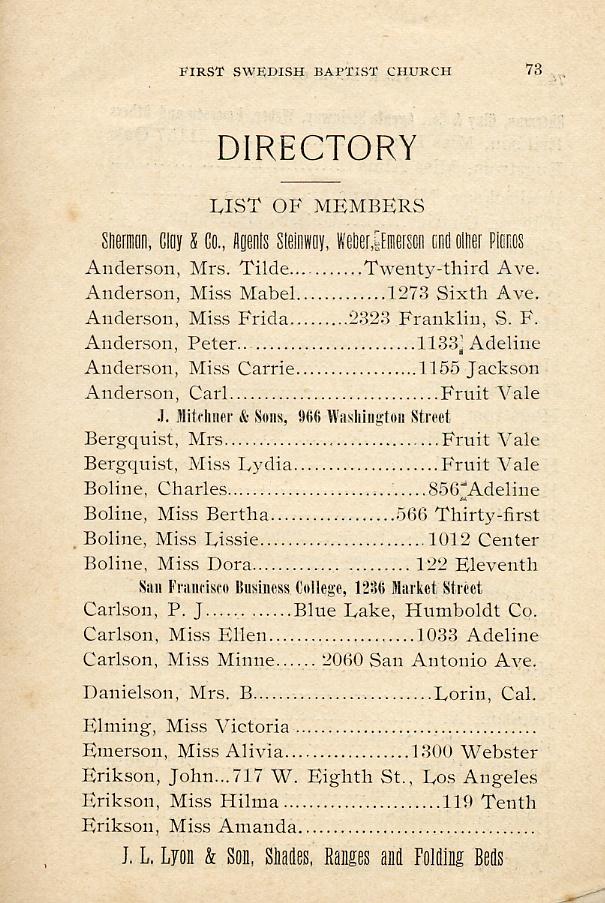 FIRST SWEDISH BAPTIST CHURCH 73
DIRECTORY
LIST OF MEMBERS
Sherman, Clay & Co., Agents Steinway, Weber, Emerson and other Pianos
Anderson, Mrs. Tilde...........Twenty-third Ave.
Anderson, Miss Mabel............1273 Sixth Ave.
Anderson, Miss Frida........2323 Franklin, S. F.
Anderson, Peter.........................1133 Adeline
Anderson, Miss Carrie.................1155 Jackson
Anderson, Carl.............................Fruit Vale
J. Mitchner & Sons, 966 Washington Street
Bergquist, Mrs..............................Fruit Vale
Bergquist, Miss Lydia....................Fruit Vale
Boline, Charles...........................856 Adeline
Boline, Miss Bertha..................566 Thirty-first
Boline, Miss Lissie........................1012 Center
Boline, Miss Dora............ ......... 122 Eleventh
San Francisco Business College, 1236 Market Street
Carlson, P. J...... ......Blue Lake, Humboldt Co.
Carlson, Miss Ellen....................1033 Adeline
Carlson, Miss Minne...... 2060 San Antonio Ave.
Danielson, Mrs. B.........................Lorin, Cal.
Elming, Miss Victoria .................................
Emerson, Miss Alivia.................1300 Webster
Erikson, John...717 W. Eighth St., Los Angeles
Erikson, Miss Hilma ......................119 Tenth
Erikson, Miss Amanda.................................
J. L. Lyon & Son, Shades, Ranges and Folding Beds